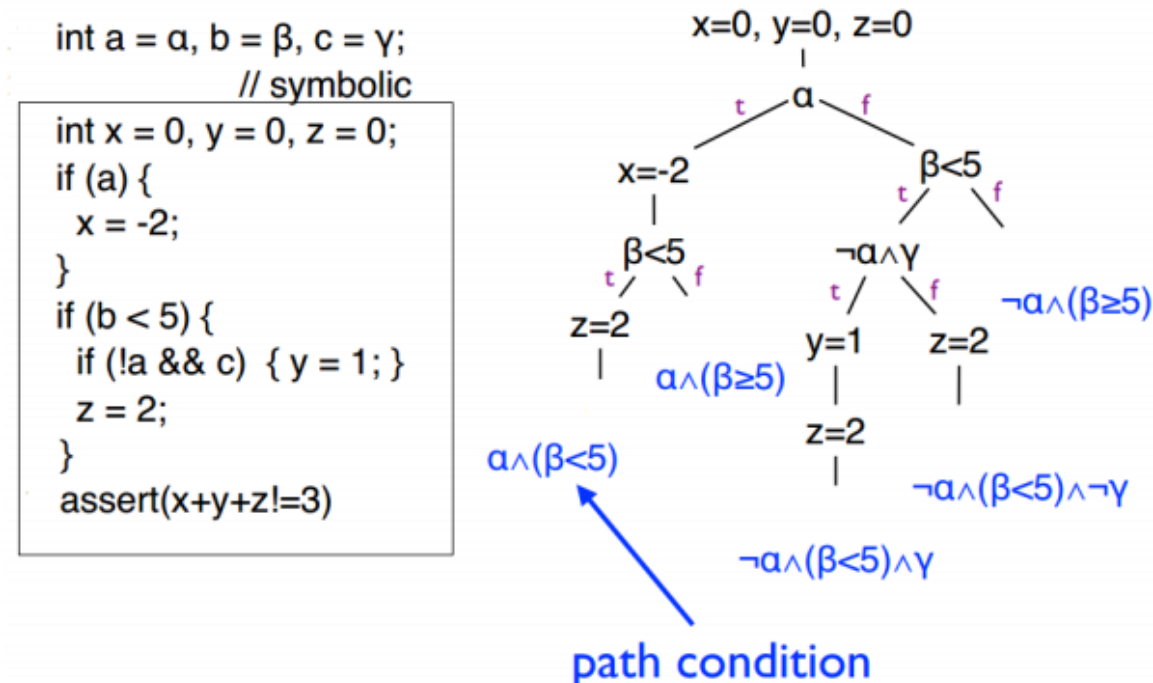 int a = α, b = β, c = γ;
// symbolic
int x = 0, y = 0, z = 0;
if (a) {
x = -2;
}
if (b < 5) {
if (!a && c) { y = 1; }
z = 2;
}
assert(x+y+z!=3)
x=0, y=0, z=0
t α f
x=-2 β<5
t f
β<5 ¬α∧γ
t f t f
¬α∧(β≥5)
z=2 y=1 z=2
α∧(β≥5)
z=2
α∧(β<5)
¬α∧(β<5)∧¬γ
¬α∧(β<5)∧γ
path condition